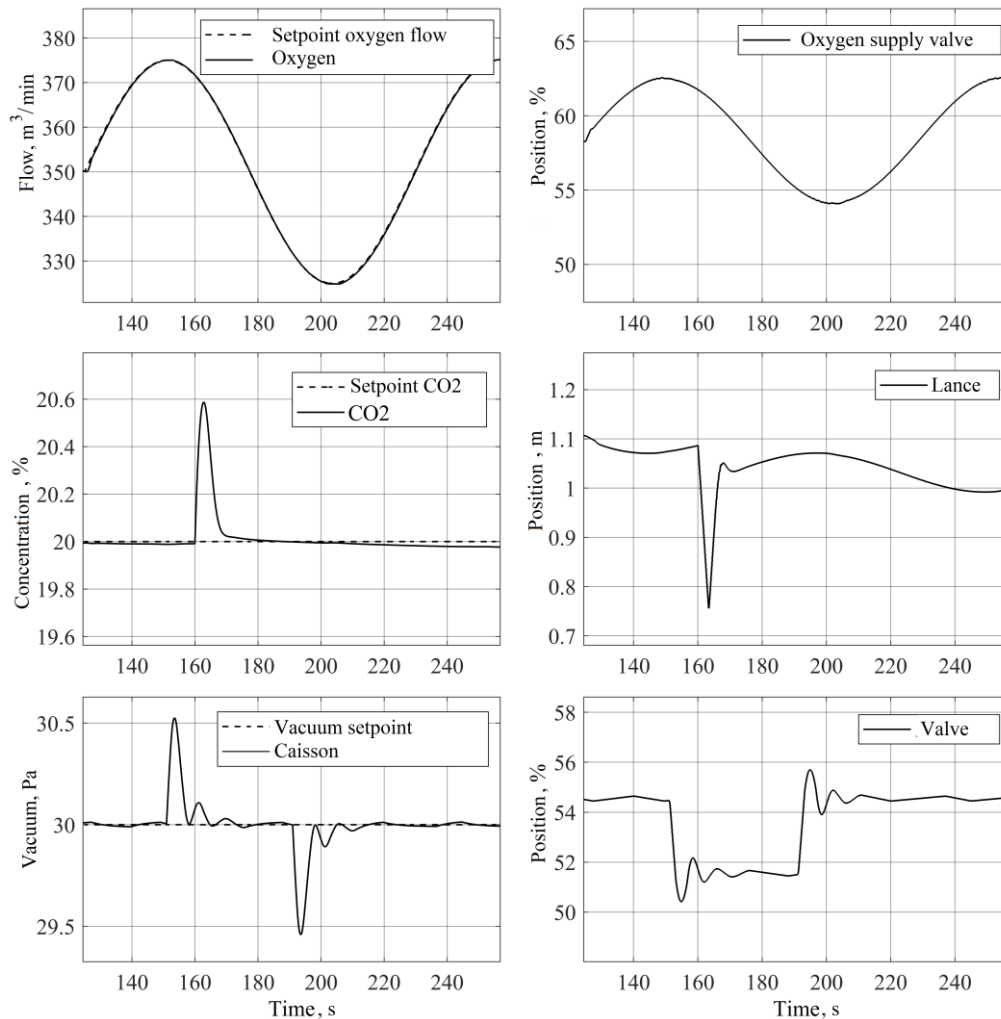 Setpoint oxygen flow
Oxygen
Flow, m³/min
380
370
360
350
340
330
140 160 180 200 220 240
Oxygen supply valve
Position, %
65
60
55
50
140 160 180 200 220 240
Setpoint CO2
CO2
Concentration, %
20.6
20.4
20.2
20
19.8
19.6
140 160 180 200 220 240
Lance
Position, m
1.2
1.1
1
0.9
0.8
0.7
140 160 180 200 220 240
Vacuum setpoint
Caisson
Vacuum, Pa
30.5
30
29.5
140 160 180 200 220 240
Time, s
Valve
Position, %
58
56
54
52
50
140 160 180 200 220 240
Time, s